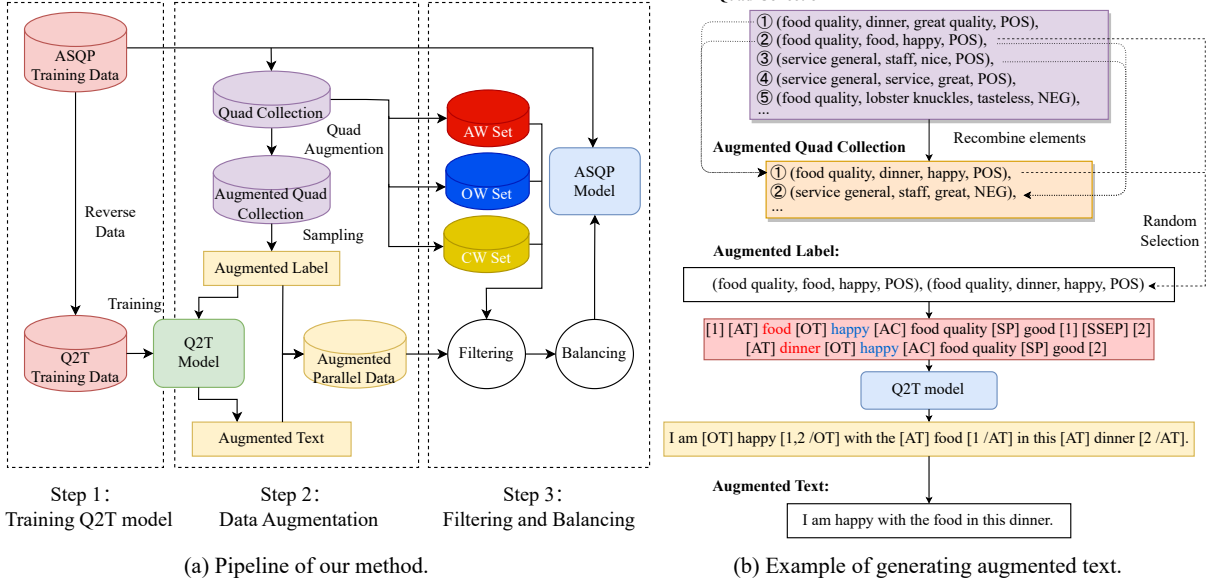 ASQP
Training Data
Reverse
Data
Training
Q2T
Training Data
Step 1:
Training Q2T model
Quad Collection
Quad
Augmention
Augmented Quad
Collection
Sampling
Augmented Label
Q2T
Model
Augmented
Parallel Data
Augmented Text
Step 2:
Data Augmentation
AW Set
OW Set
CW Set
ASQP
Model
Filtering
Balancing
Step 3:
Filtering and Balancing
(a) Pipeline of our method.
① (food quality, dinner, great quality, POS),
② (food quality, food, happy, POS),
③ (service general, staff, nice, POS),
④ (service general, service, great, POS),
⑤ (food quality, lobster knuckles, tasteless, NEG),
...
Recombine elements
Augmented Quad Collection
① (food quality, dinner, happy, POS),
② (service general, staff, great, NEG),
...
Random
Selection
Augmented Label:
(food quality, food, happy, POS), (food quality, dinner, happy, POS)
[1] [AT] food [OT] happy [AC] food quality [SP] good [1] [SSEP] [2]
[AT] dinner [OT] happy [AC] food quality [SP] good [2]
Q2T model
I am [OT] happy [1,2 /OT] with the [AT] food [1 /AT] in this [AT] dinner [2 /AT].
Augmented Text:
I am happy with the food in this dinner.
(b) Example of generating augmented text.